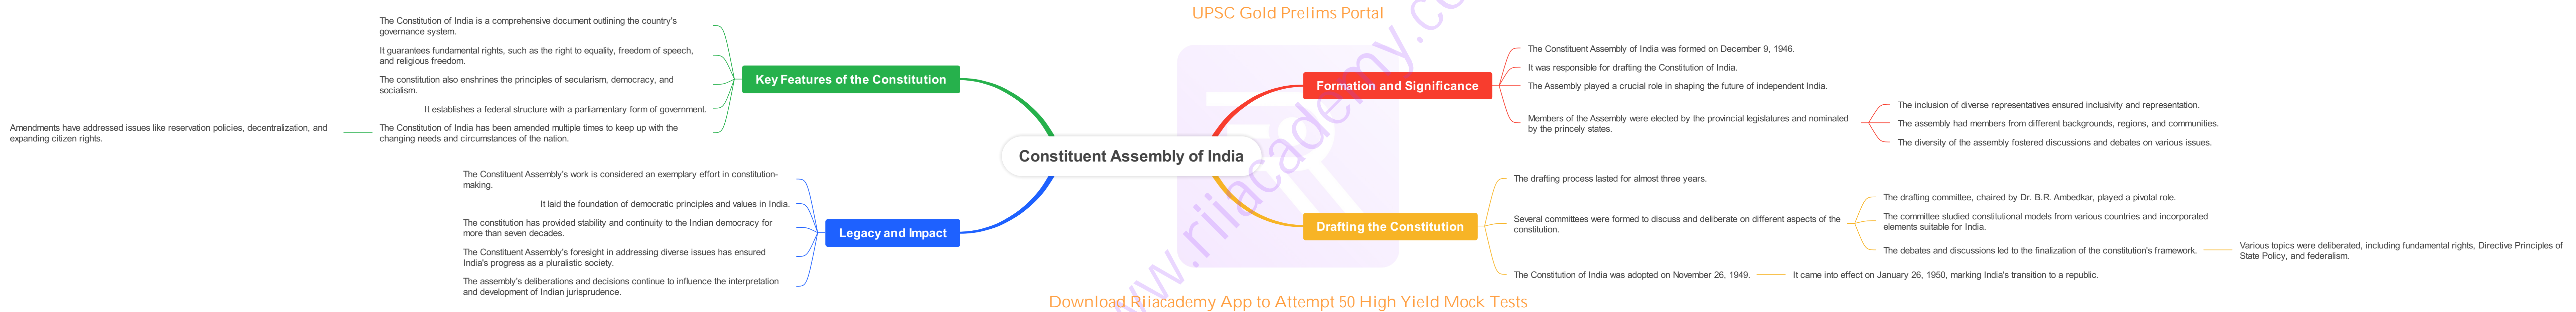 UPSC Gold Prelims Portal
Constituent Assembly of India
Formation and Significance
The Constituent Assembly of India was formed on December 9, 1946.
It was responsible for drafting the Constitution of India.
The Assembly played a crucial role in shaping the future of independent India.
Members of the Assembly were elected by the provincial legislatures and nominated
by the princely states.
The inclusion of diverse representatives ensured inclusivity and representation.
The assembly had members from different backgrounds, regions, and communities.
The diversity of the assembly fostered discussions and debates on various issues.
Drafting the Constitution
The drafting process lasted for almost three years.
Several committees were formed to discuss and deliberate on different aspects of the
constitution.
The drafting committee, chaired by Dr. B.R. Ambedkar, played a pivotal role.
The committee studied constitutional models from various countries and incorporated
elements suitable for India.
The debates and discussions led to the finalization of the constitution's framework.
Various topics were deliberated, including fundamental rights, Directive Principles of
State Policy, and federalism.
The Constitution of India was adopted on November 26, 1949.
It came into effect on January 26, 1950, marking India's transition to a republic.
Key Features of the Constitution
The Constitution of India is a comprehensive document outlining the country's
governance system.
It guarantees fundamental rights, such as the right to equality, freedom of speech,
and religious freedom.
The constitution also enshrines the principles of secularism, democracy, and
socialism.
It establishes a federal structure with a parliamentary form of government.
The Constitution of India has been amended multiple times to keep up with the
changing needs and circumstances of the nation.
Amendments have addressed issues like reservation policies, decentralization, and
expanding citizen rights.
Legacy and Impact
The Constituent Assembly's work is considered an exemplary effort in constitution-
making.
It laid the foundation of democratic principles and values in India.
The constitution has provided stability and continuity to the Indian democracy for
more than seven decades.
The Constituent Assembly's foresight in addressing diverse issues has ensured
India's progress as a pluralistic society.
The assembly's deliberations and decisions continue to influence the interpretation
and development of Indian jurisprudence.
Download Rijacademy App to Attempt 50 High Yield Mock Tests